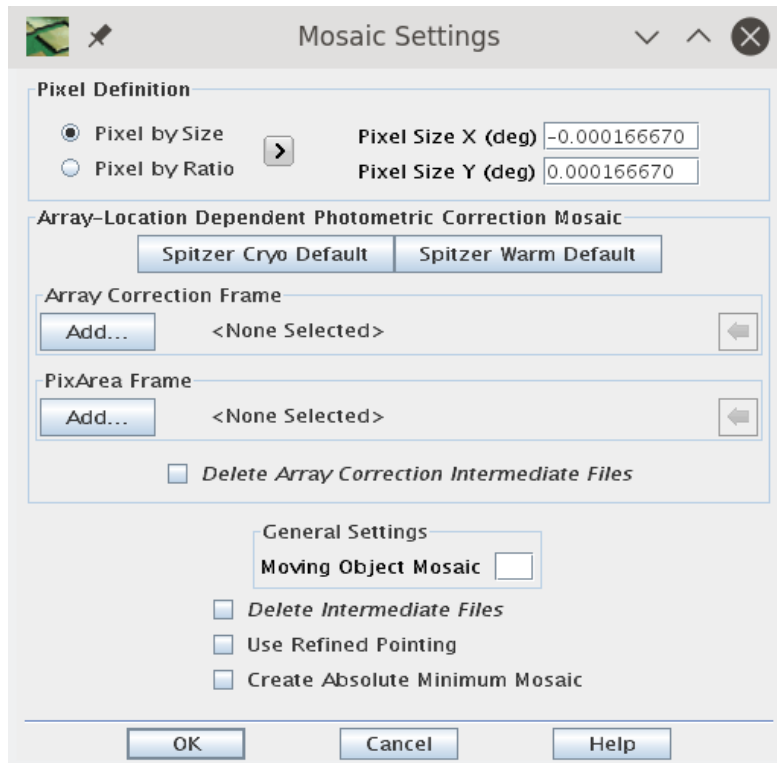 Mosaic Settings
Pixel Definition
Pixel by Size
Pixel by Ratio
>
Pixel Size X (deg) -0.000166670
Pixel Size Y (deg) 0.000166670
Array-Location Dependent Photometric Correction Mosaic
Spitzer Cryo Default Spitzer Warm Default
Array Correction Frame
Add... <None Selected>
PixArea Frame
Add... <None Selected>
Delete Array Correction Intermediate Files
General Settings
Moving Object Mosaic
Delete Intermediate Files
Use Refined Pointing
Create Absolute Minimum Mosaic
OK Cancel Help